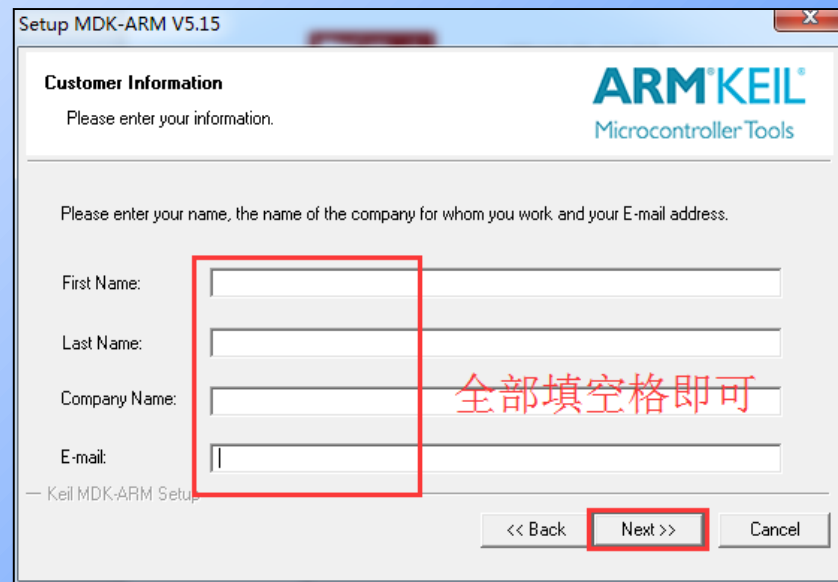 Setup MDK-ARM V5.15
Customer Information
Please enter your information.
ARM®KEIL®
Microcontroller Tools
Please enter your name, the name of the company for whom you work and your E-mail address.
First Name:
Last Name:
Company Name:
全部填空格即可
E-mail:
Keil MDK-ARM Setup
<< Back
Next >>
Cancel